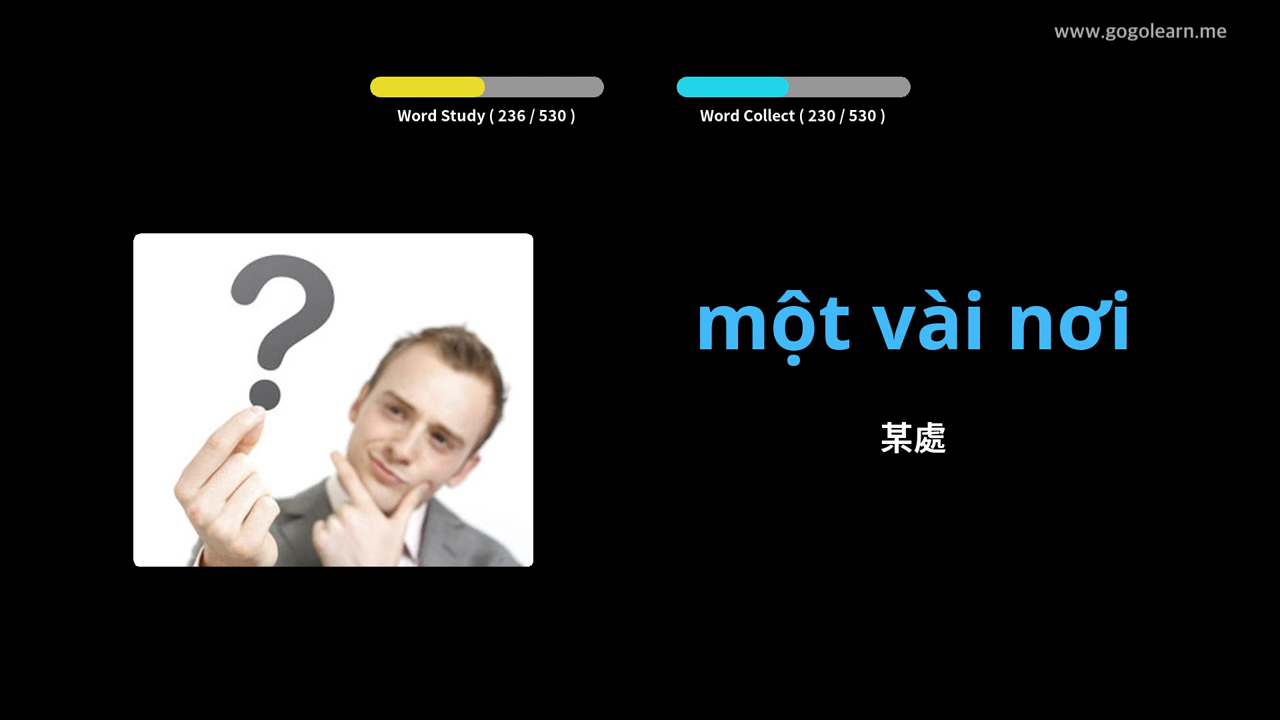 www.gogolearn.me
Word Study ( 236 / 530 )
Word Collect ( 230 / 530 )
một vài nơi
某處